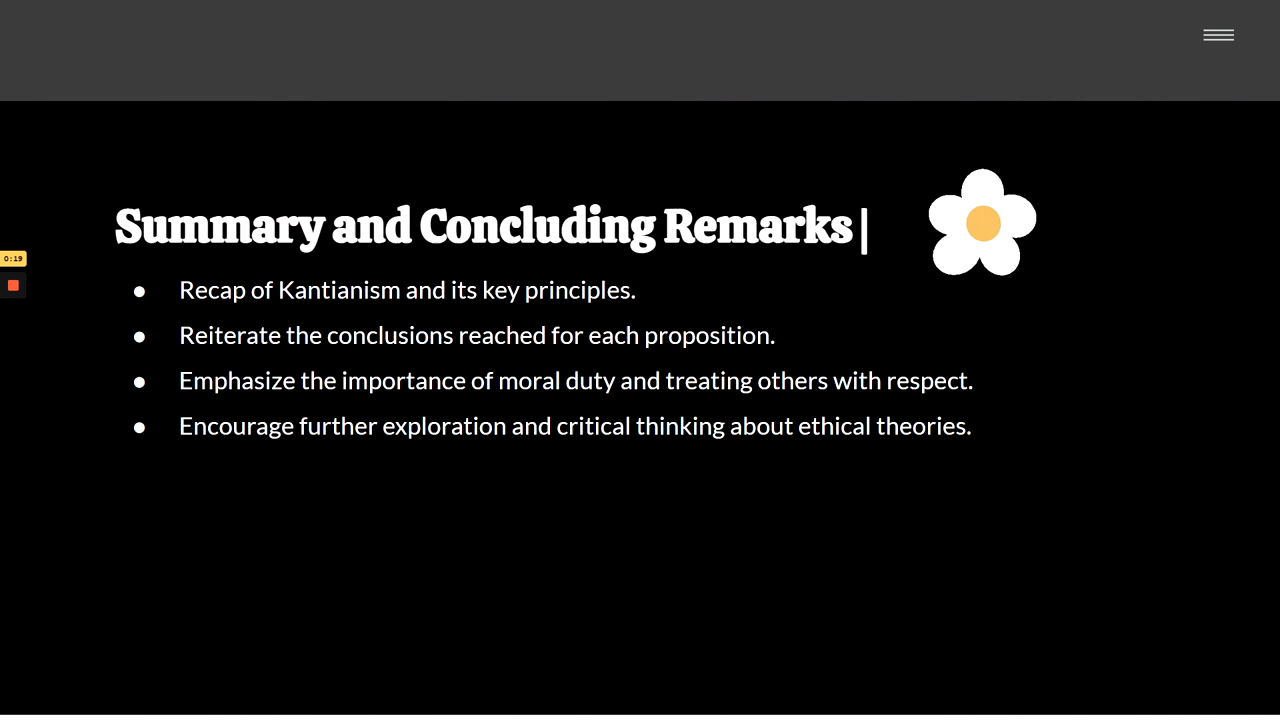 Summary and Concluding Remarks|
0:19
● Recap of Kantianism and its key principles.
● Reiterate the conclusions reached for each proposition.
● Emphasize the importance of moral duty and treating others with respect.
● Encourage further exploration and critical thinking about ethical theories.